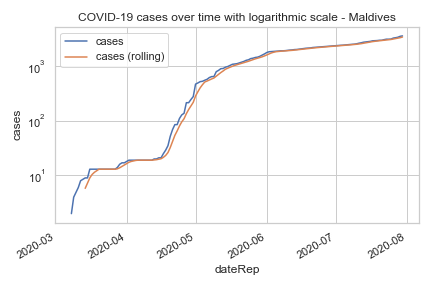 COVID-19 cases over time with logarithmic scale - Maldives
cases
cases (rolling)
10³
10²
10¹
cases
2020-03
2020-04
2020-05
2020-06
2020-07
2020-08
dateRep